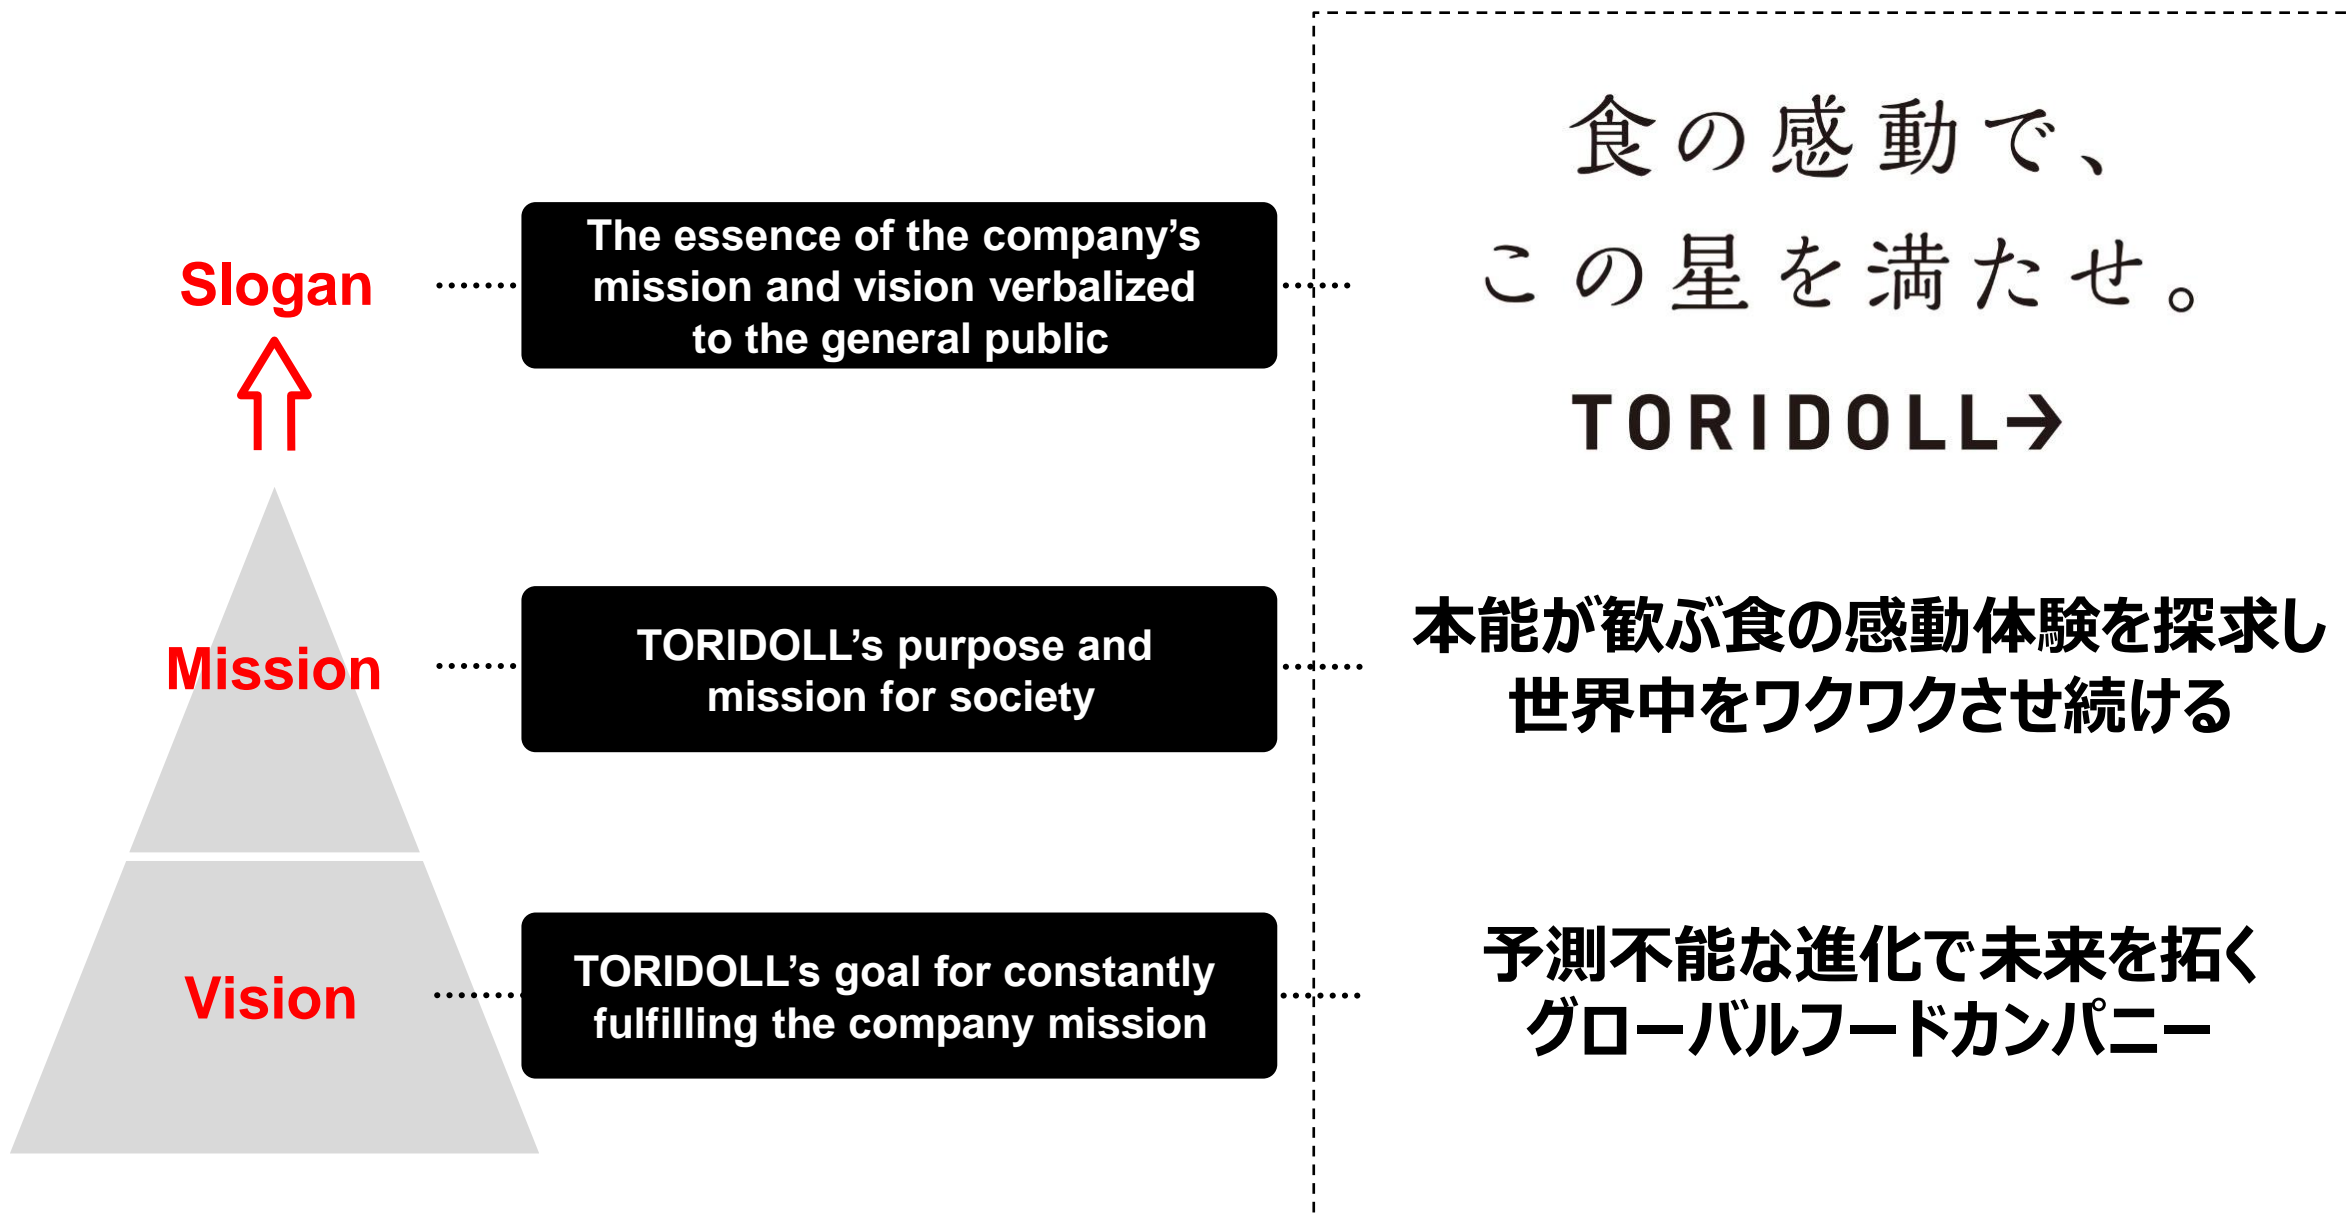 Slogan
The essence of the company’s
mission and vision verbalized
to the general public
食の感動で、
この星を満たせ。
TORIDOLL→
Mission
TORIDOLL’s purpose and
mission for society
本能が歓ぶ食の感動体験を探求し
世界中をワクワクさせ続ける
Vision
TORIDOLL’s goal for constantly
fulfilling the company mission
予測不能な進化で未来を拓く
グローバルフードカンパニー